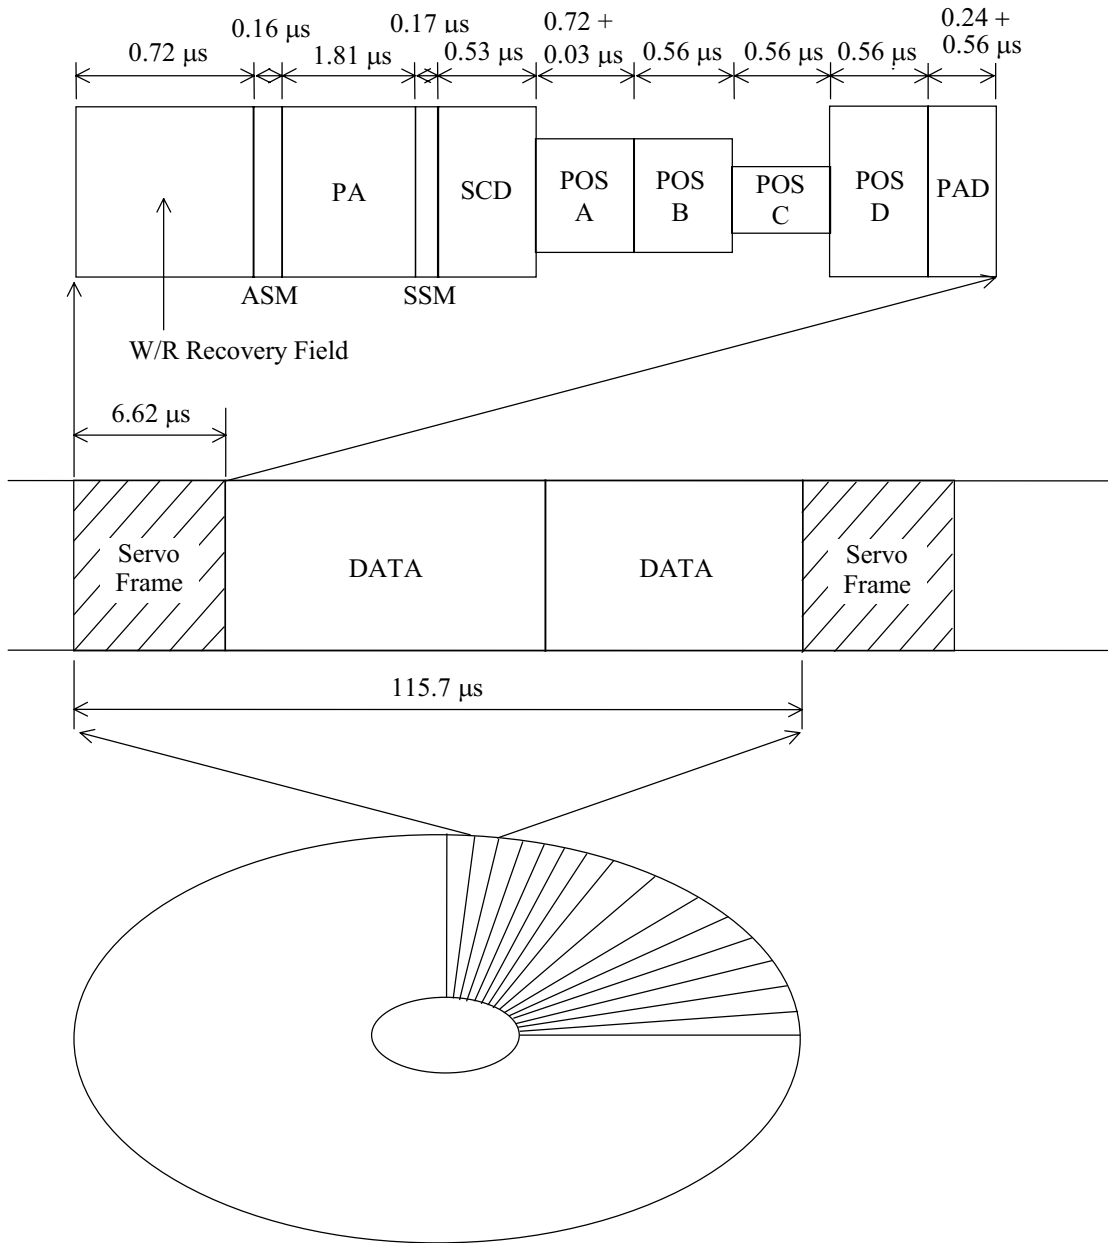 0.72 μs
0.16 μs
1.81 μs
0.17 μs
0.53 μs
0.72 +
0.03 μs
0.56 μs
0.56 μs
0.56 μs
0.24 +
0.56 μs
PA
SCD
POS
A
POS
B
POS
C
POS
D
PAD
ASM
SSM
W/R Recovery Field
6.62 μs
Servo
Frame
DATA
DATA
Servo
Frame
115.7 μs